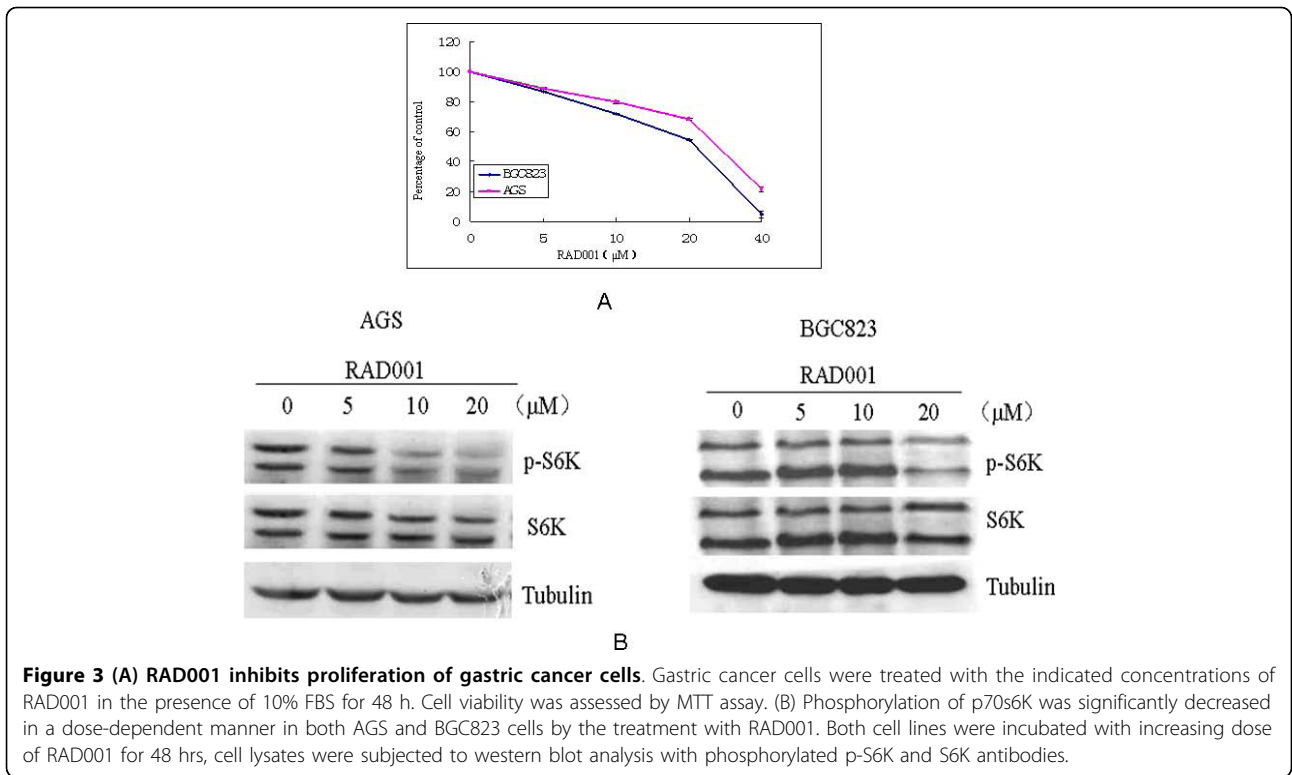 120
100
80
60
40
20
0
Percentage of control
BGC823
AGS
0 5 10 20 40
RAD001 ( μM )
A
AGS
RAD001
0 5 10 20 (μM)
p-S6K
S6K
Tubulin
BGC823
RAD001
0 5 10 20 (μM)
p-S6K
S6K
Tubulin
B
Figure 3 (A) RAD001 inhibits proliferation of gastric cancer cells. Gastric cancer cells were treated with the indicated concentrations of
RAD001 in the presence of 10% FBS for 48 h. Cell viability was assessed by MTT assay. (B) Phosphorylation of p70s6K was significantly decreased
in a dose-dependent manner in both AGS and BGC823 cells by the treatment with RAD001. Both cell lines were incubated with increasing dose
of RAD001 for 48 hrs, cell lysates were subjected to western blot analysis with phosphorylated p-S6K and S6K antibodies.